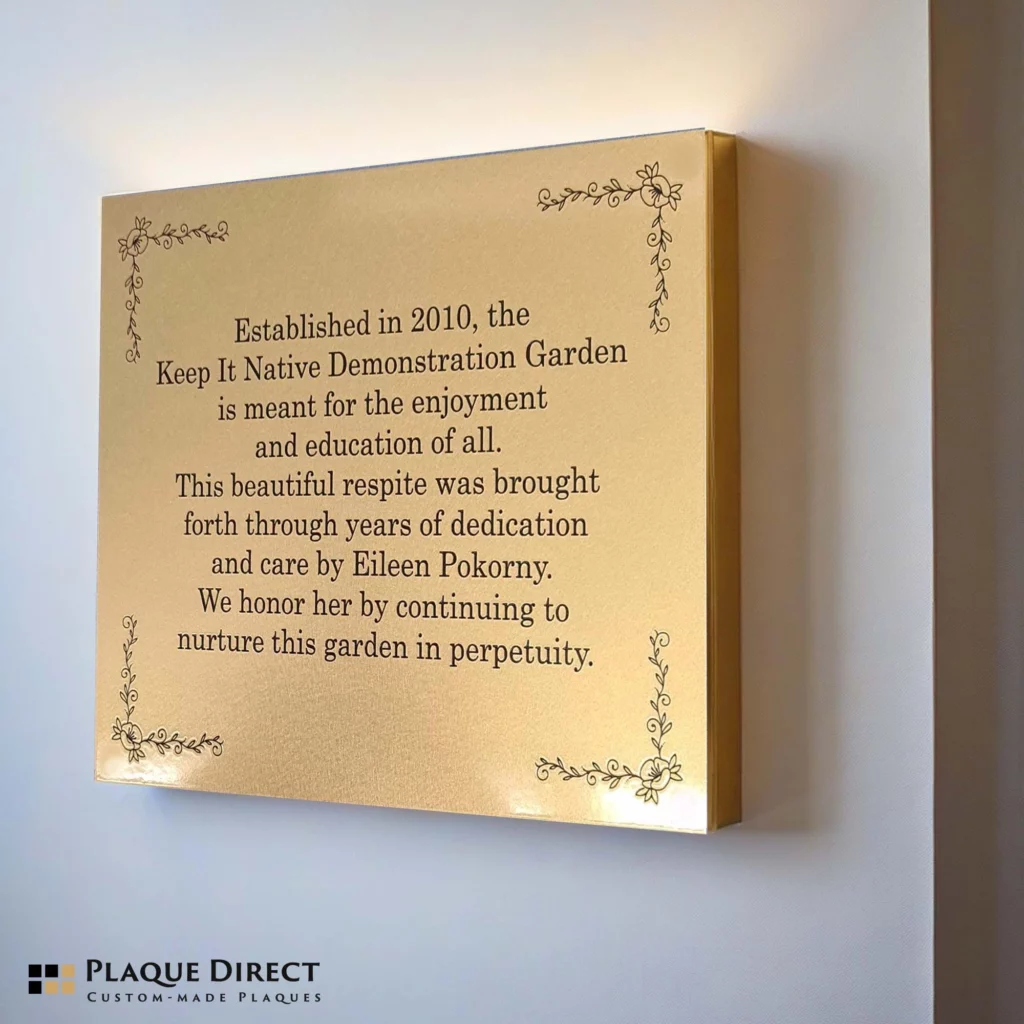 Established in 2010, the
Keep It Native Demonstration Garden
is meant for the enjoyment
and education of all.
This beautiful respite was brought
forth through years of dedication
and care by Eileen Pokorny.
We honor her by continuing to
nurture this garden in perpetuity.
PLAQUE DIRECT
CUSTOM-MADE PLAQUES